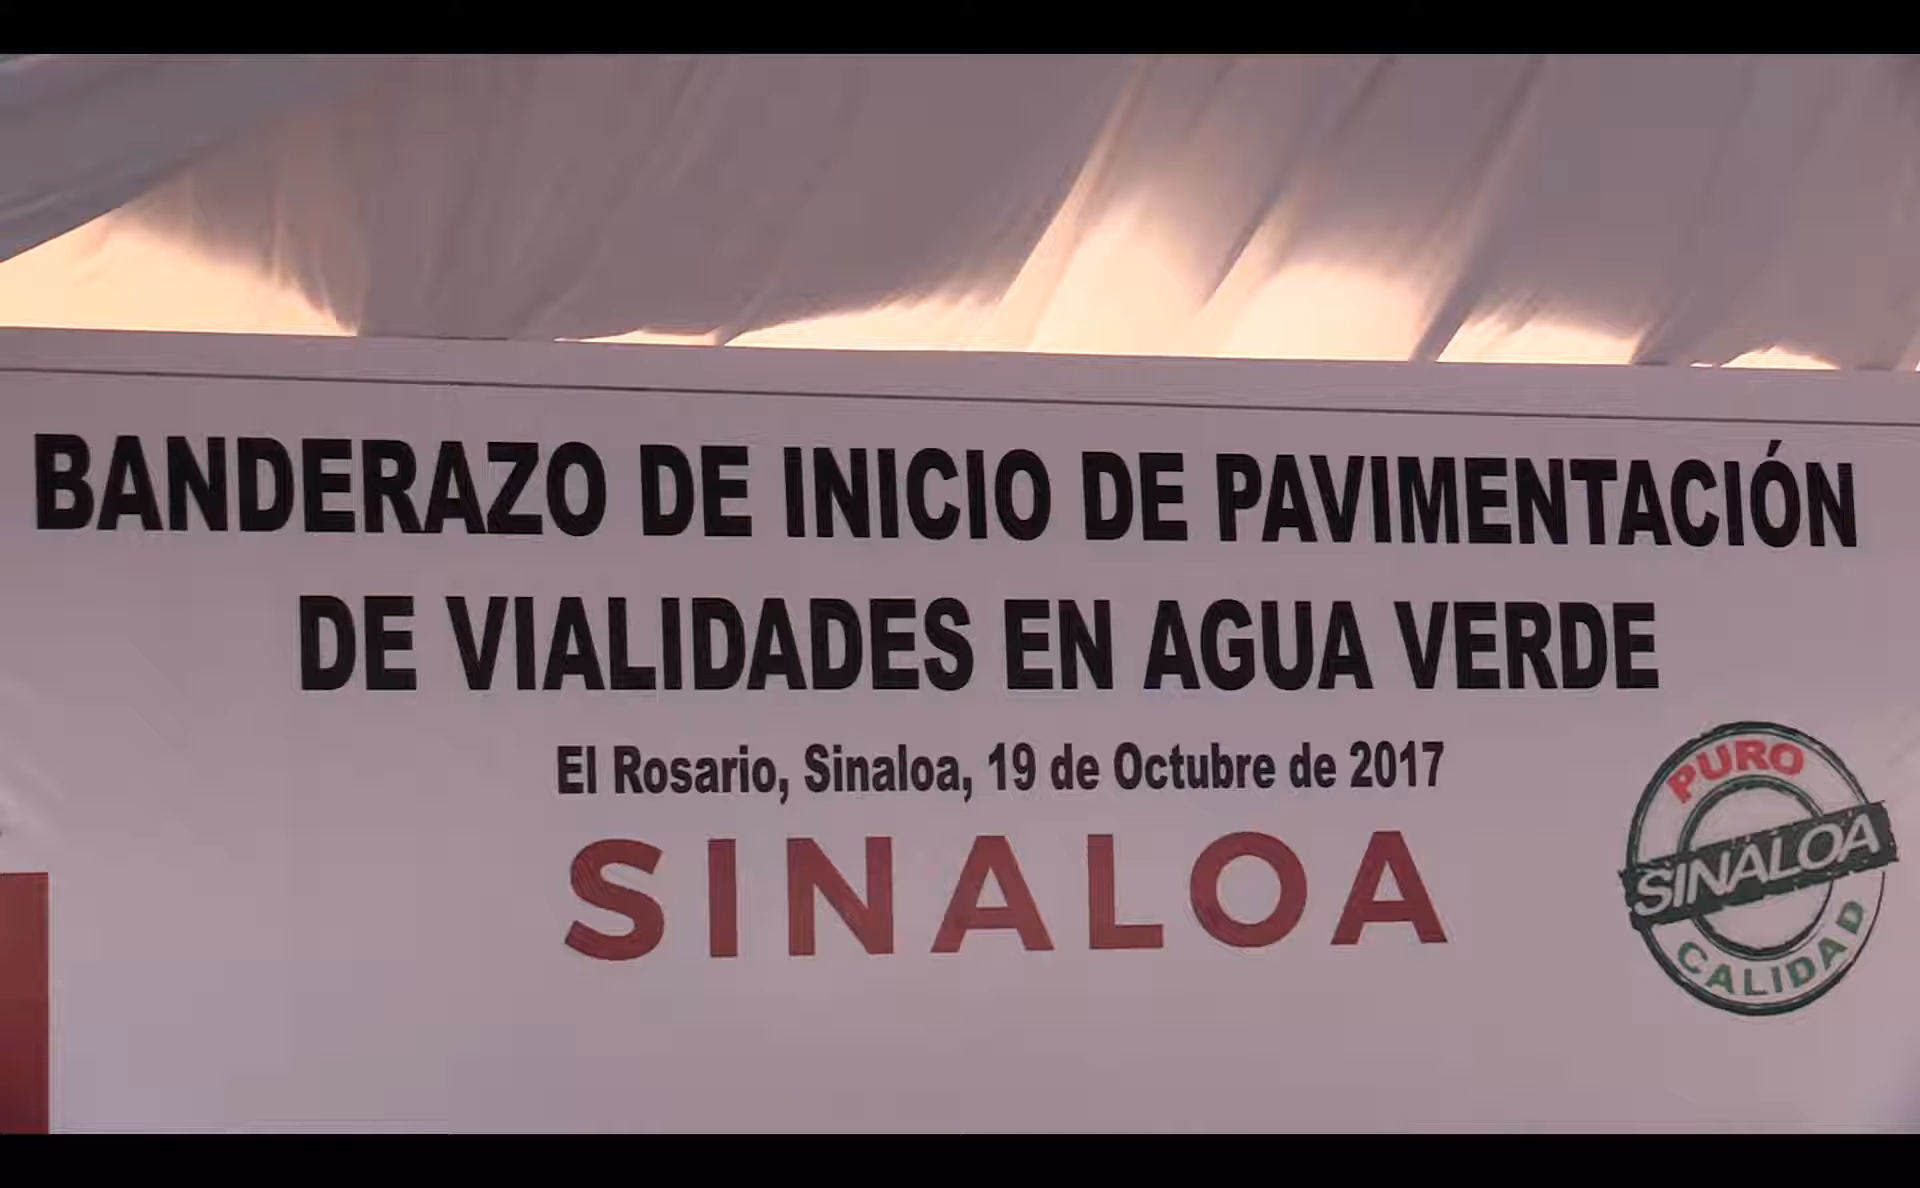 BANDERAZO DE INICIO DE PAVIMENTACIÓN
DE VIALIDADES EN AGUA VERDE
El Rosario, Sinaloa, 19 de Octubre de 2017
SINALOA
PURO
SINALOA
CALIDAD